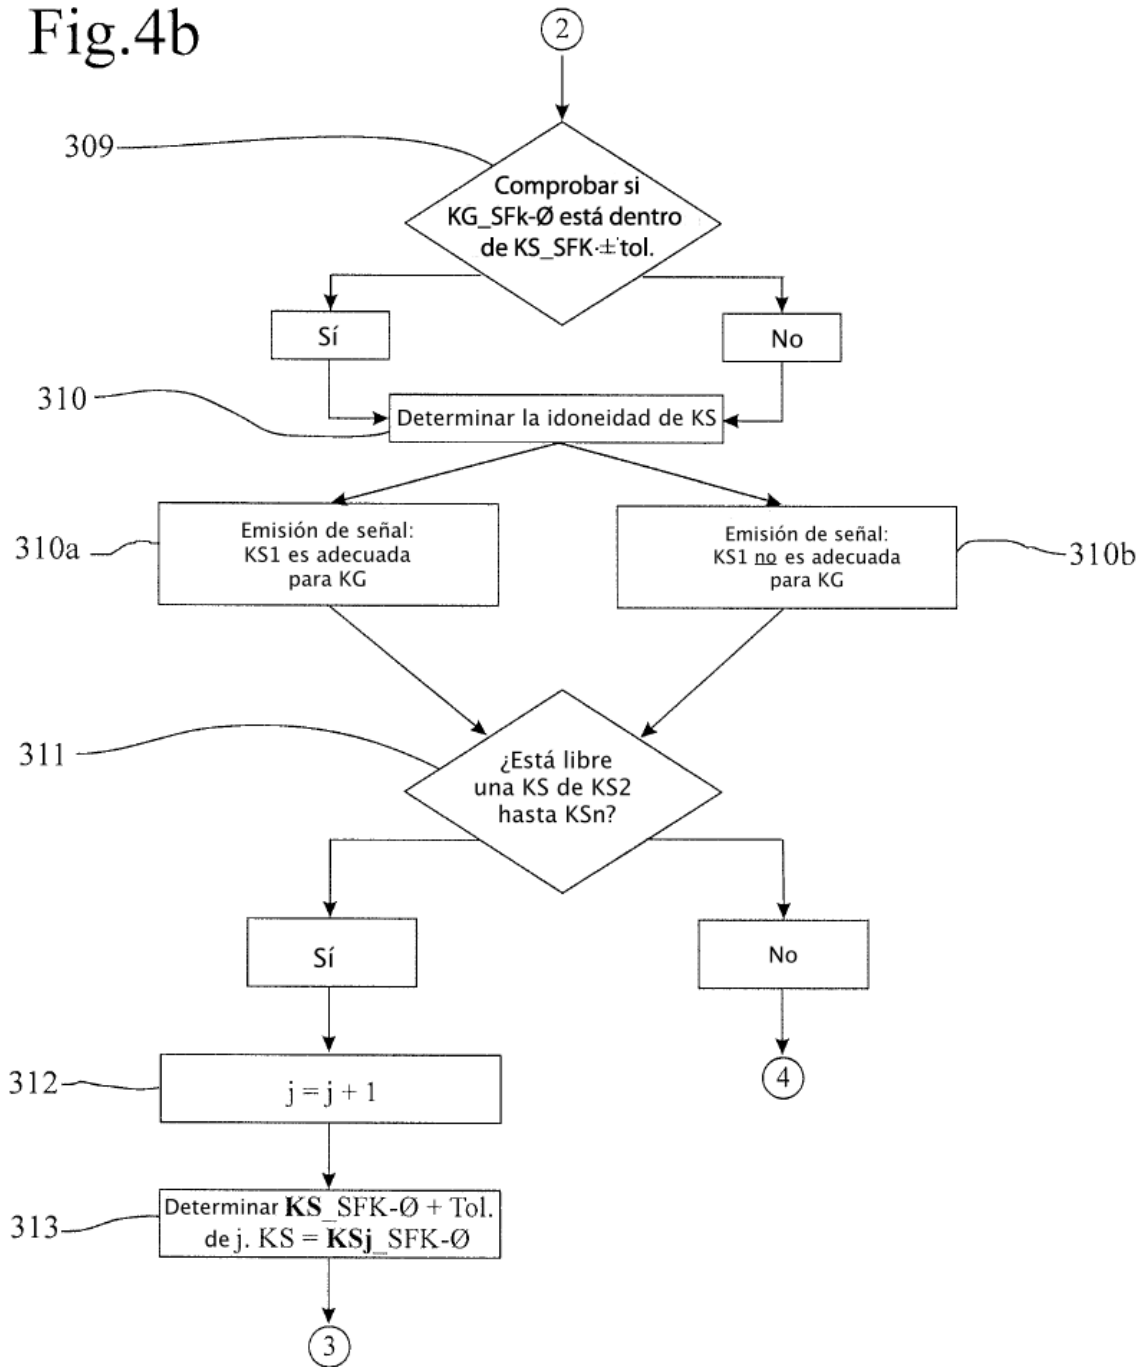 Fig.4b
2
309
Comprobar si
KG_SFk-Ø está dentro
de KS_SFK·± tol.
Sí
No
310
Determinar la idoneidad de KS
310a
Emisión de señal:
KS1 es adecuada
para KG
Emisión de señal:
KS1 no es adecuada
para KG
310b
311
¿Está libre
una KS de KS2
hasta KSn?
Sí
No
312
j = j + 1
4
313
Determinar KS_SFK-Ø + Tol.
de j. KS = KSj_SFK-Ø
3